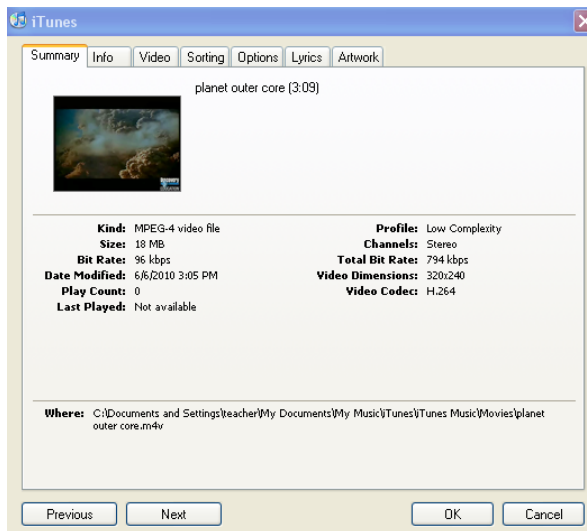 iTunes
Summary Info Video Sorting Options Lyrics Artwork
planet outer core (3:09)
Kind: MPEG-4 video file
Size: 18 MB
Bit Rate: 96 kbps
Date Modified: 6/6/2010 3:05 PM
Play Count: 0
Last Played: Not available
Profile: Low Complexity
Channels: Stereo
Total Bit Rate: 794 kbps
Video Dimensions: 320x240
Video Codec: H.264
Where: C:\Documents and Settings\teacher\My Documents\My Music\iTunes\iTunes Music\Movies\planet
outer core.m4v
Previous Next OK Cancel